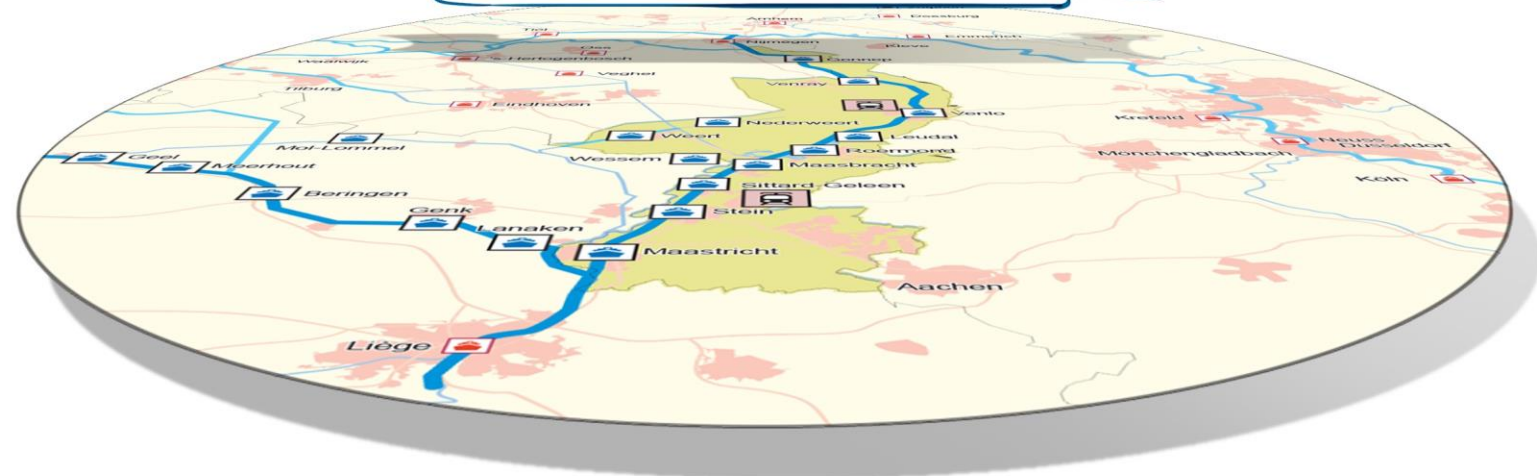 Arnhem
Doesburg
Tiel
Emmerich
Nijmegen
Kleve
Oss
's-Hertogenbosch
Gennep
Waalwijk
Veghel
Venray
Tilburg
Eindhoven
Venlo
Krefeld
Nederweert
Weert
Leudal
Neuss
Düsseldorf
Mol-Lommel
Roermond
Mönchengladbach
Geel
Wessem
Maasbracht
Meerhout
Köln
Sittard-Geleen
Beringen
Genk
Stein
Lanaken
Maastricht
Aachen
Liège